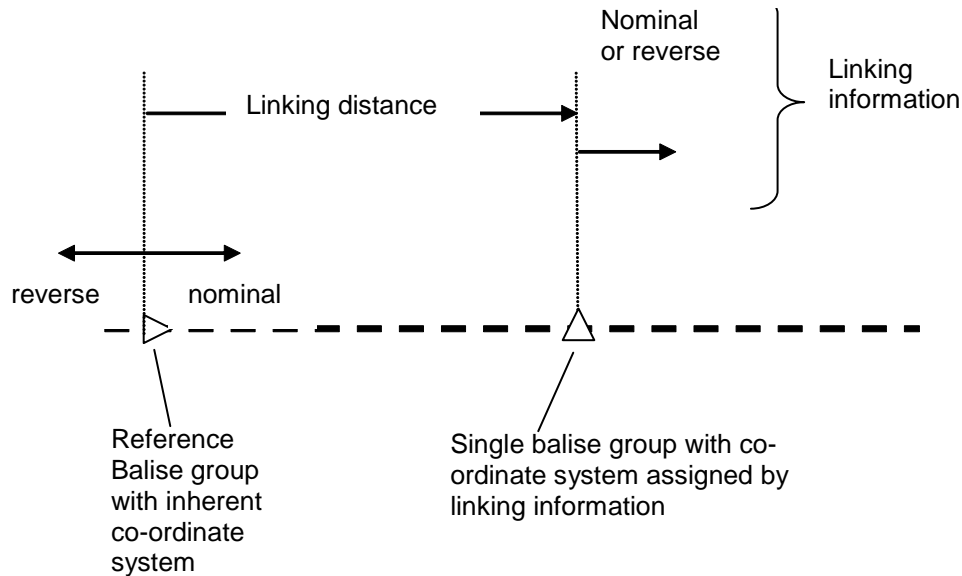 Nominal
or reverse
Linking
information
Linking distance
reverse
nominal
Reference
Balise group
with inherent
co-ordinate
system
Single balise group with co-
ordinate system assigned by
linking information